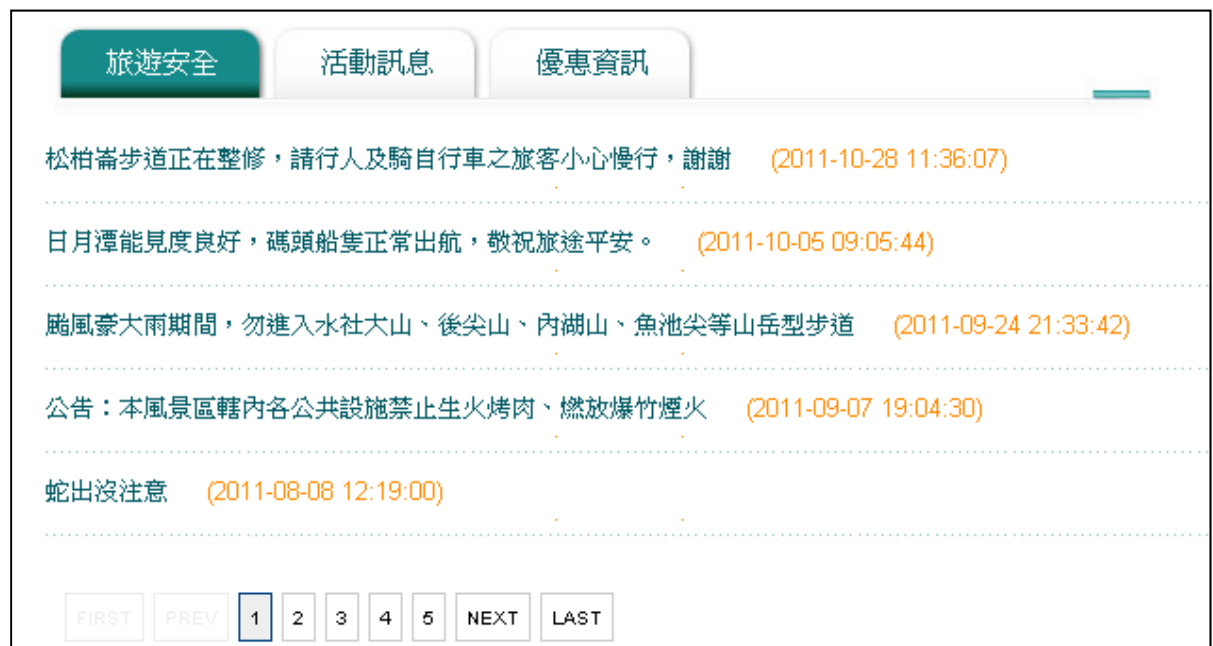 旅遊安全 活動訊息 優惠資訊
松柏崙步道正在整修，請行人及騎自行車之旅客小心慢行，謝謝 (2011-10-28 11:36:07)
日月潭能見度良好，碼頭船隻正常出航，敬祝旅途平安。 (2011-10-05 09:05:44)
颱風豪大雨期間，勿進入水社大山、後尖山、內湖山、魚池尖等山岳型步道 (2011-09-24 21:33:42)
公告：本風景區轄內各公共設施禁止生火烤肉、燃放爆竹煙火 (2011-09-07 19:04:30)
蛇出沒注意 (2011-08-08 12:19:00)
FIRST PREV 1 2 3 4 5 NEXT LAST